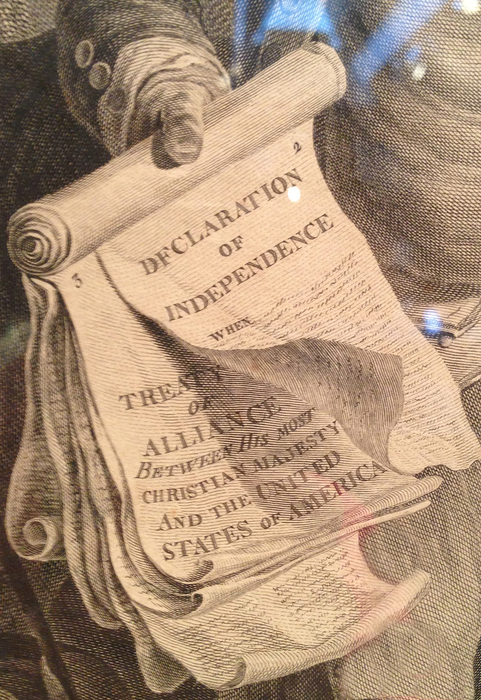 2
DECLARATION
OF
INDEPENDENCE
WHEN
3
TREATY
OF
ALLIANCE
BETWEEN HIS MOST
CHRISTIAN MAJESTY
AND THE UNITED
STATES OF AMERICA